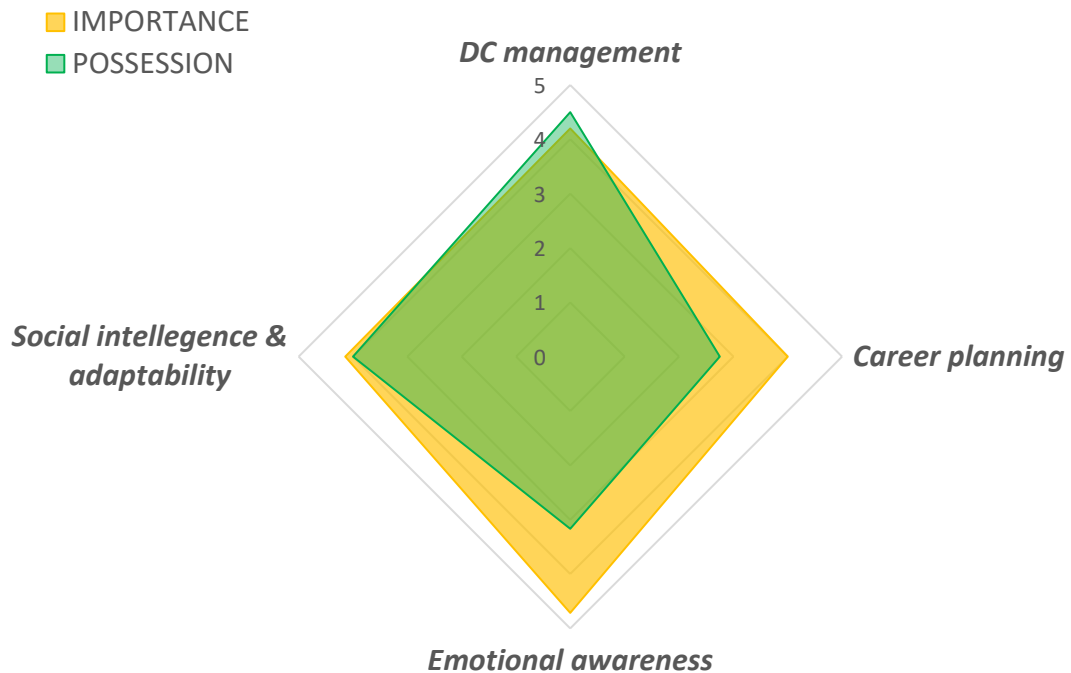 IMPORTANCE
POSSESSION
DC management
5
4
3
2
1
0
Social intellegence &
adaptability
Career planning
Emotional awareness